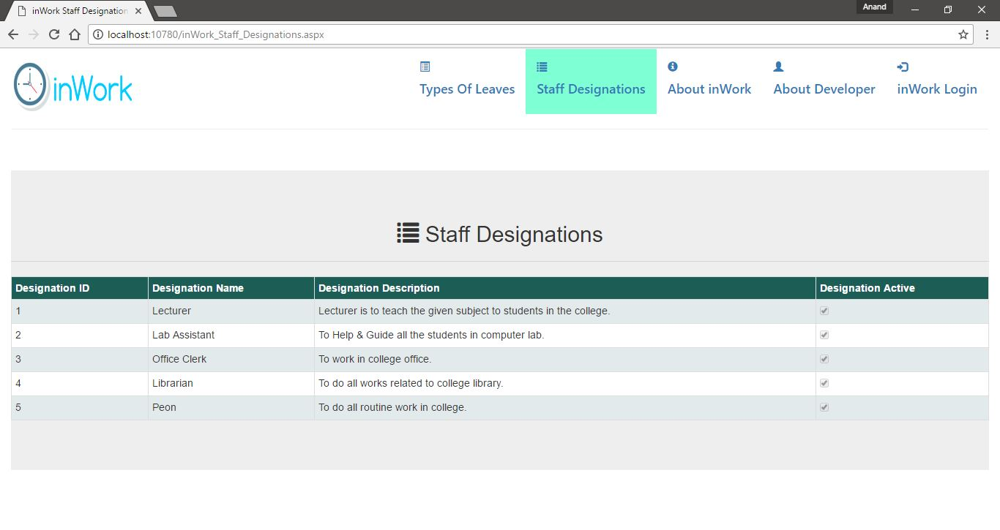 inWork Staff Designation
Anand
localhost:10780/inWork_Staff_Designations.aspx
inWork
Types Of Leaves
Staff Designations
About inWork
About Developer
inWork Login
Staff Designations
Designation ID Designation Name Designation Description Designation Active
1 Lecturer Lecturer is to teach the given subject to students in the college.
2 Lab Assistant To Help & Guide all the students in computer lab.
3 Office Clerk To work in college office.
4 Librarian To do all works related to college library.
5 Peon To do all routine work in college.